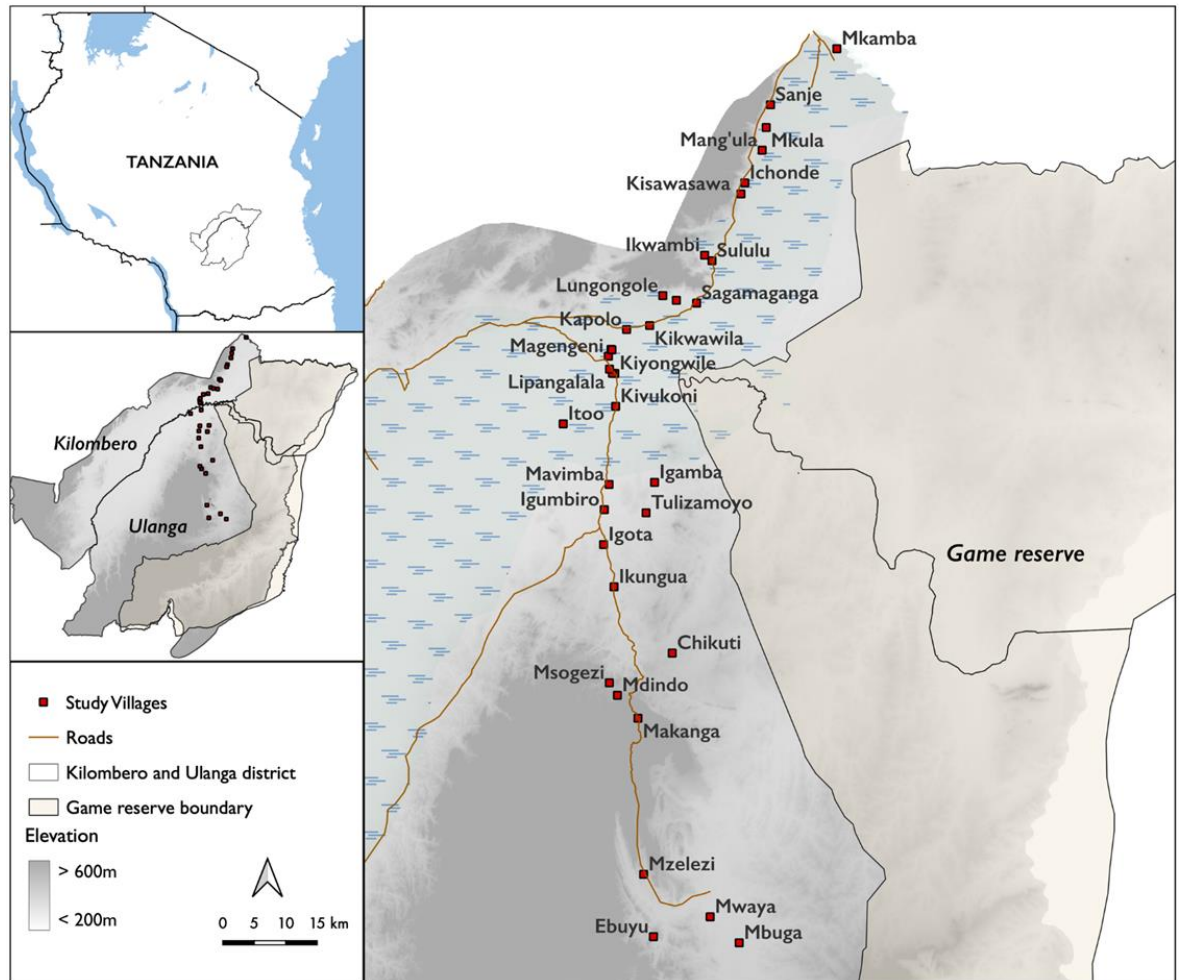 TANZANIA
Kilombero
Ulanga
Study Villages
Roads
Kilombero and Ulanga district
Game reserve boundary
Elevation
> 600m
< 200m
0 5 10 15 km
Mkamba
Sanje
Mang'ula Mkula
Ichonde
Kisawasawa
Ikwambi
Sululu
Lungongole
Sagamaganga
Kapolo
Kikwawila
Magengeni
Kiyongwile
Lipangalala
Kivukoni
Itoo
Mavimba
Igamba
Igumbiro
Tulizamoyo
Igota
Game reserve
Ikungua
Chikuti
Msogezi
Mdindo
Makanga
Mzelezi
Mwaya
Ebuyu
Mbuga